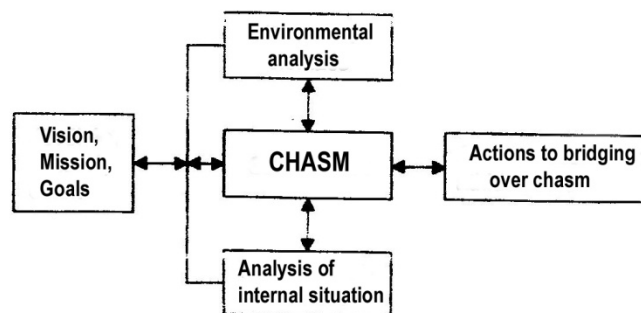 Environmental
analysis
Vision,
Mission,
Goals
CHASM
Actions to bridging
over chasm
Analysis of
internal situation